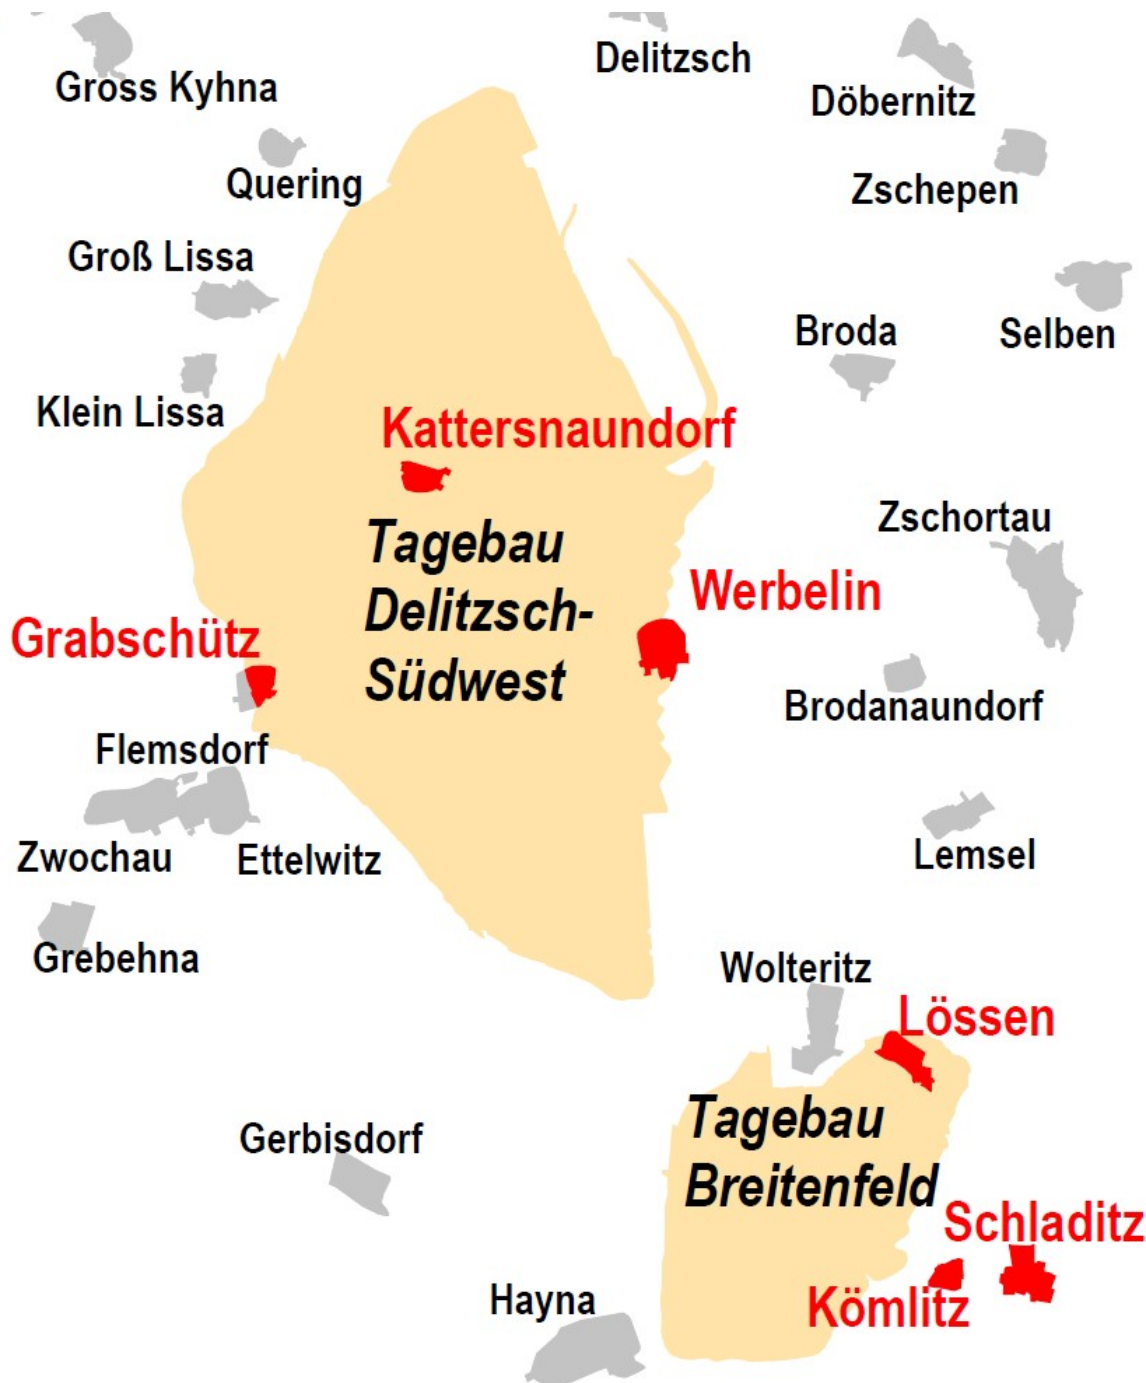 Delitzsch
Gross Kyhna
Döbernitz
Quering
Zschepen
Groß Lissa
Broda
Selben
Klein Lissa
Kattersnaundorf
Zschortau
Tagebau
Delitzsch-
Südwest
Werbelin
Grabschütz
Brodanaundorf
Flemsdorf
Zwochau
Ettelwitz
Lemsel
Grebehna
Wolteritz
Lössen
Tagebau
Breitenfeld
Gerbisdorf
Schladitz
Hayna
Kömlitz